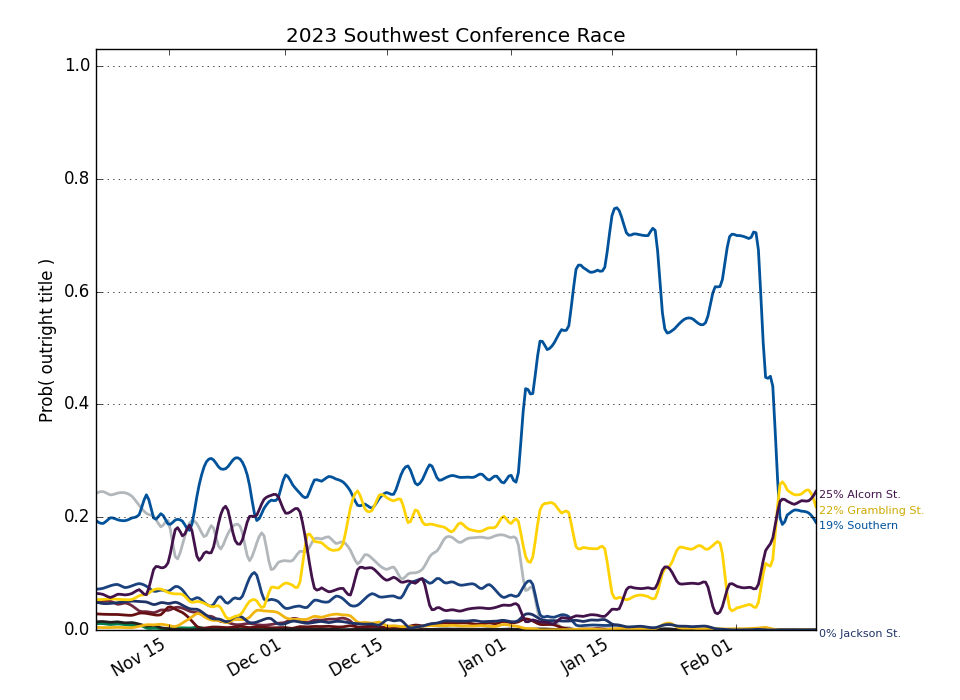 2023 Southwest Conference Race
Prob( outright title )
1.0
0.8
0.6
0.4
0.2
0.0
25% Alcorn St.
22% Grambling St.
19% Southern
0% Jackson St.
Nov 15
Dec 01
Dec 15
Jan 01
Jan 15
Feb 01